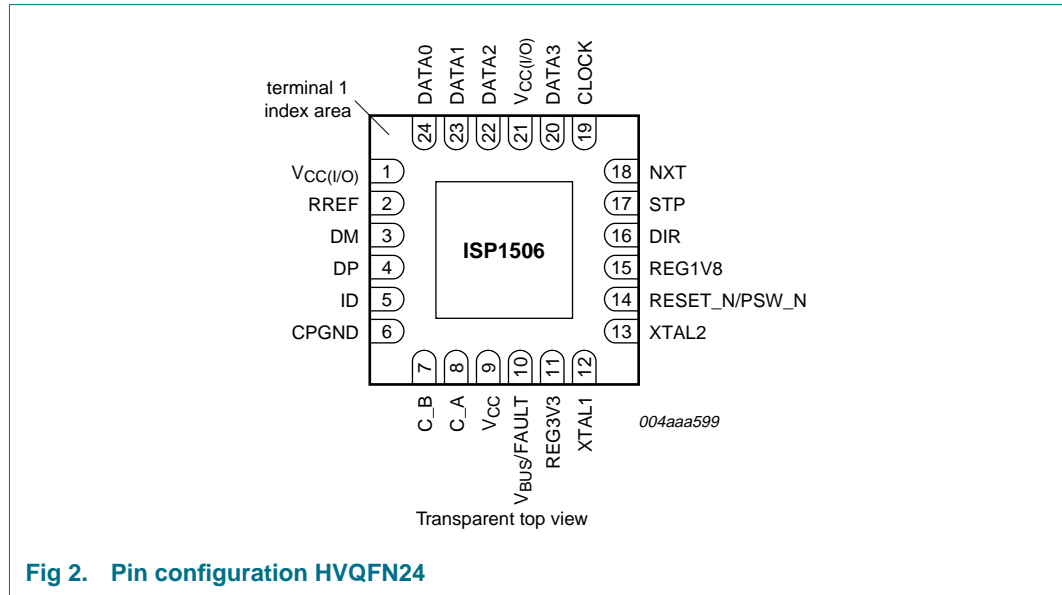 DATA0
DATA1
DATA2
VCC(I/O)
DATA3
CLOCK
terminal 1
index area
24
23
22
21
20
19
VCC(I/O) 1
RREF 2
DM 3
DP 4
ID 5
CPGND 6
ISP1506
18 NXT
17 STP
16 DIR
15 REG1V8
14 RESET_N/PSW_N
13 XTAL2
7
8
9
10
11
12
C_B
C_A
VCC
VBUS/FAULT
REG3V3
XTAL1
004aaa599
Transparent top view
Fig 2. Pin configuration HVQFN24